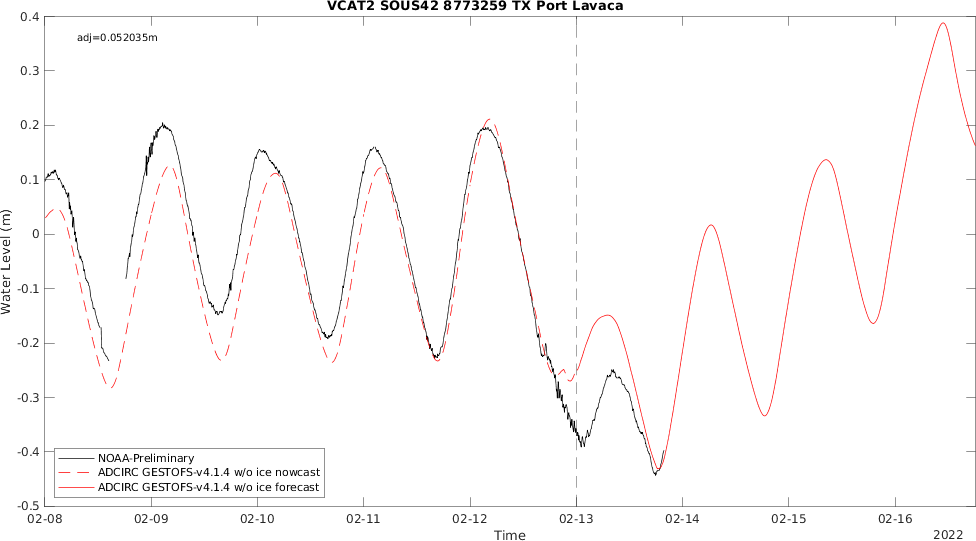 VCAT2 SOUS42 8773259 TX Port Lavaca
adj=0.052035m
0.4
0.3
0.2
0.1
0
-0.1
-0.2
-0.3
-0.4
-0.5
Water Level (m)
NOAA-Preliminary
ADCIRC GESTOFS-v4.1.4 w/o ice nowcast
ADCIRC GESTOFS-v4.1.4 w/o ice forecast
02-08 02-09 02-10 02-11 02-12 02-13 02-14 02-15 02-16
Time
2022